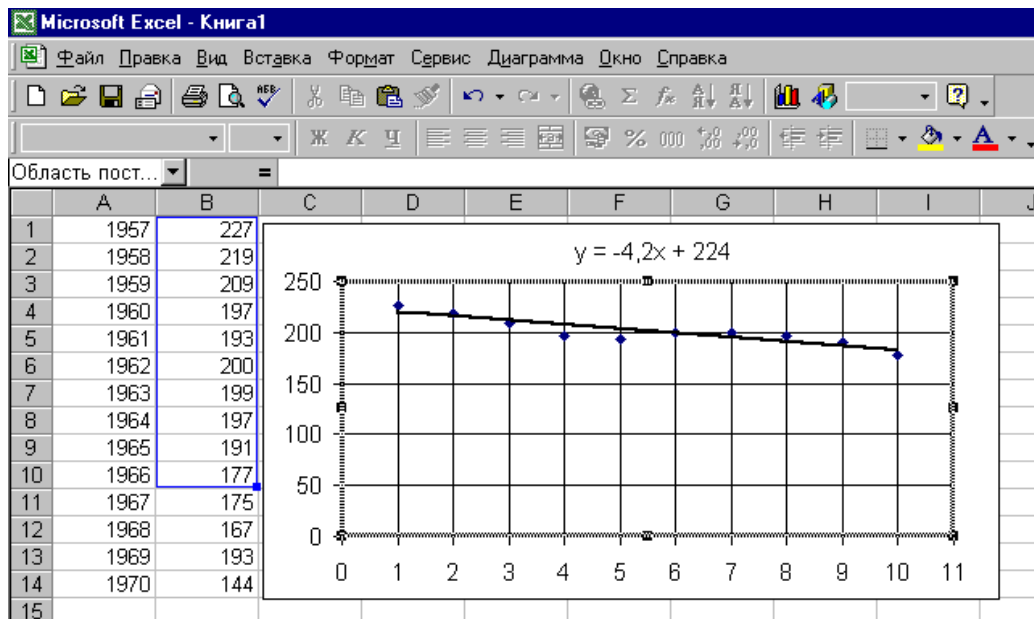 Microsoft Excel - Книга1
Файл Правка Вид Вставка Формат Сервис Диаграмма Окно Справка
Ж К Ч % 000
Область пост... =
A B C D E F G H I J
1 1957 227
2 1958 219
3 1959 209
4 1960 197
5 1961 193
6 1962 200
7 1963 199
8 1964 197
9 1965 191
10 1966 177
11 1967 175
12 1968 167
13 1969 193
14 1970 144
15
y = -4,2x + 224
250
200
150
100
50
0
0 1 2 3 4 5 6 7 8 9 10 11